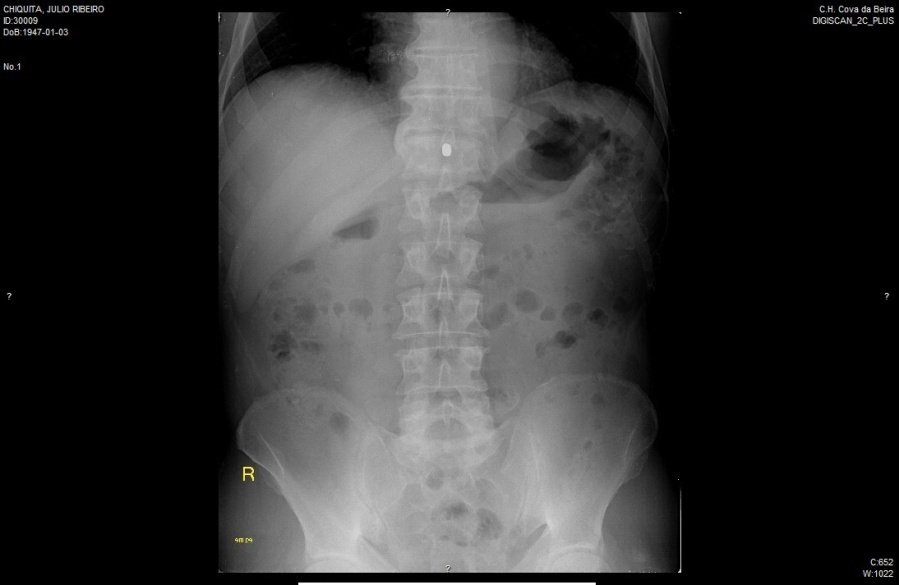 CHIQUITA, JULIO RIBEIRO
ID:30009
DoB:1947-01-03
No.1
C.H. Cova da Beira
DIGISCAN_2C_PLUS
?
?
?
R
?
C:652
W:1022